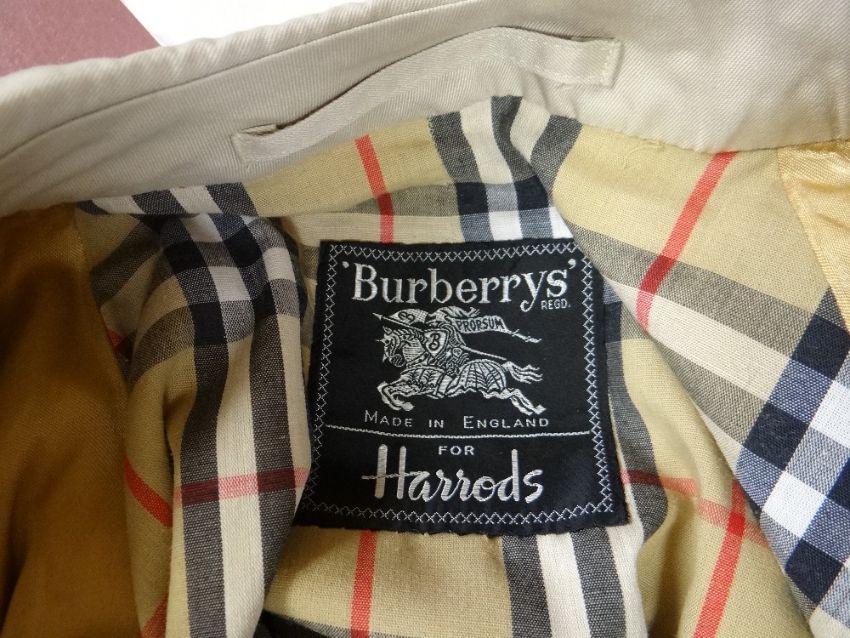 'Burberrys'
REGD.
PRORSUM
B
MADE IN ENGLAND
FOR
Harrods